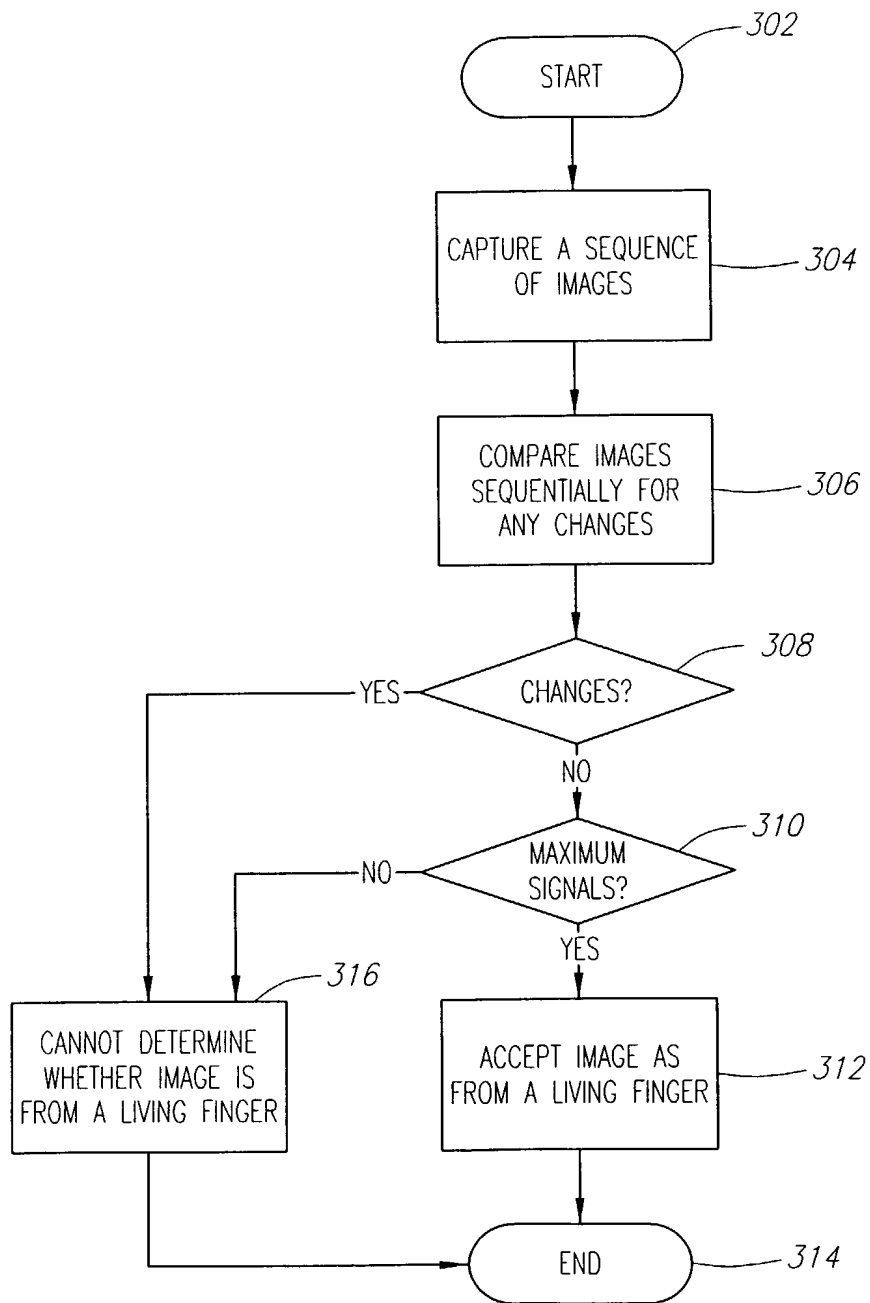 302
START
CAPTURE A SEQUENCE
OF IMAGES
304
COMPARE IMAGES
SEQUENTIALLY FOR
ANY CHANGES
306
308
CHANGES?
YES
NO
310
MAXIMUM
SIGNALS?
NO
YES
316
CANNOT DETERMINE
WHETHER IMAGE IS
FROM A LIVING FINGER
ACCEPT IMAGE AS
FROM A LIVING FINGER
312
END
314